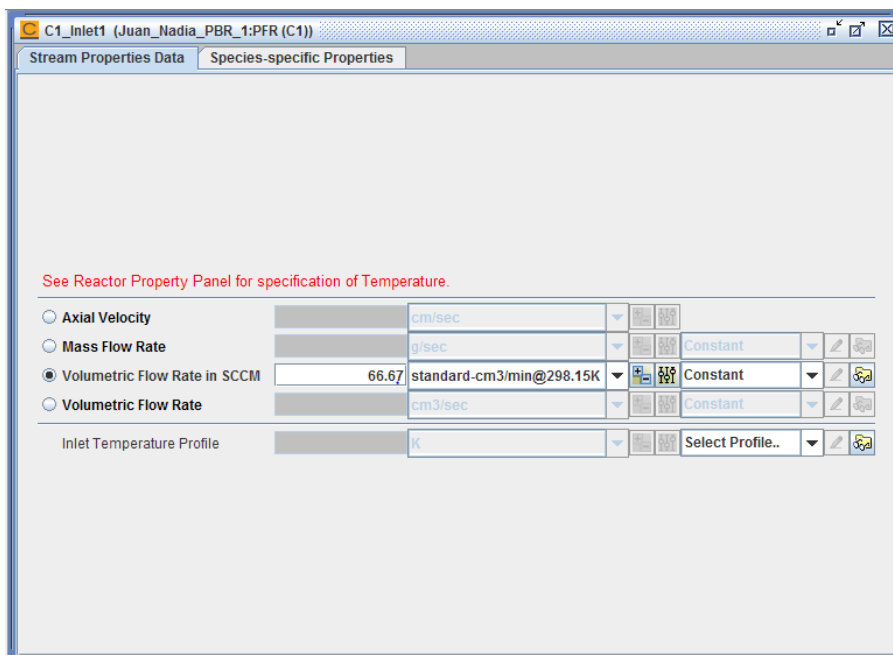 C1_Inlet1 (Juan_Nadia_PBR_1:PFR (C1))
Stream Properties Data Species-specific Properties
See Reactor Property Panel for specification of Temperature.
Axial Velocity cm/sec
Mass Flow Rate g/sec Constant
Volumetric Flow Rate in SCCM 66.67 standard-cm3/min@298.15K Constant
Volumetric Flow Rate cm3/sec Constant
Inlet Temperature Profile K Select Profile..